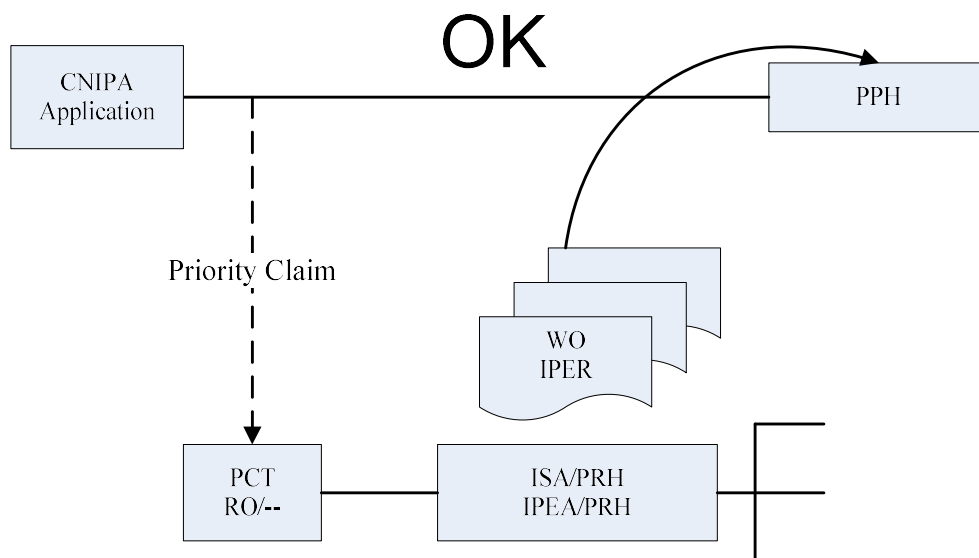 OK
CNIPA
Application
PPH
Priority Claim
WO
IPER
PCT
RO/--
ISA/PRH
IPEA/PRH